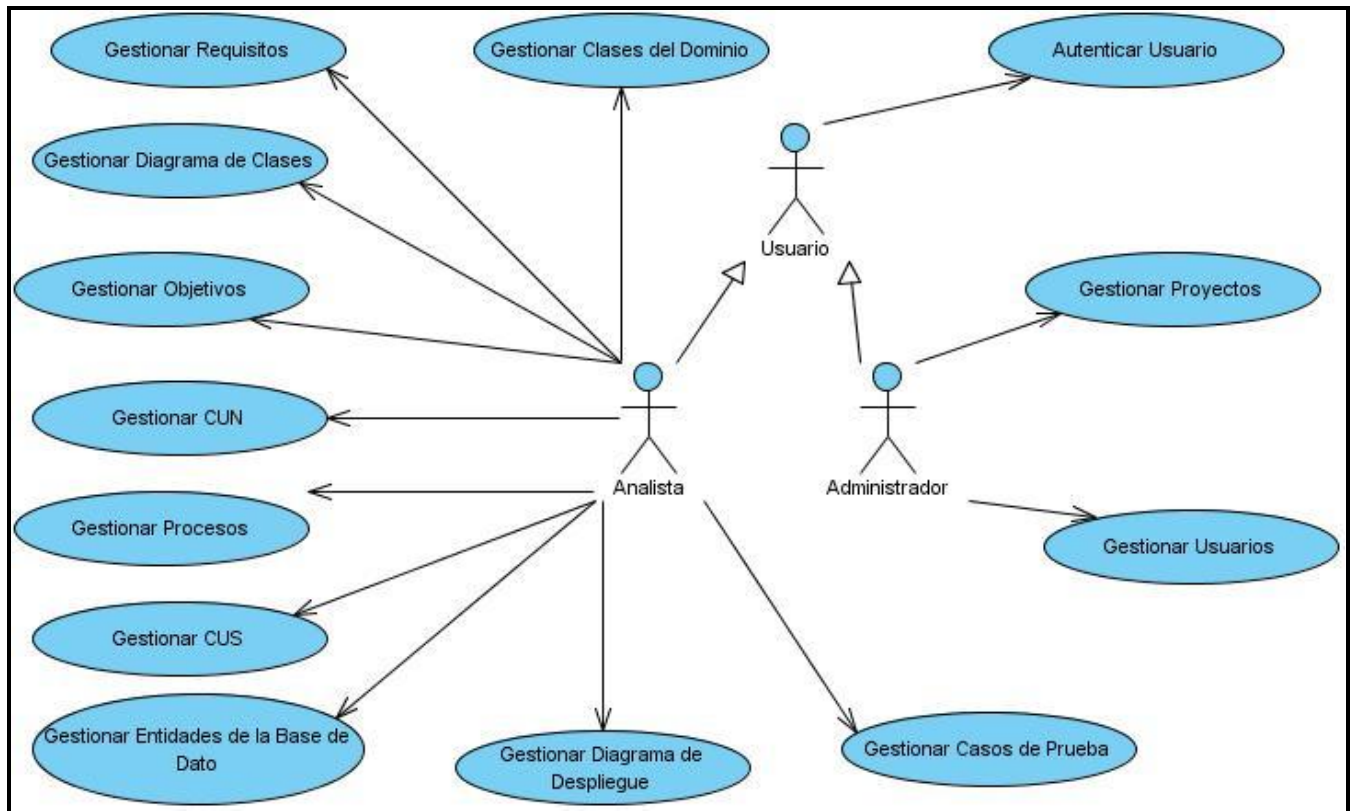 Gestionar Requisitos
Gestionar Clases del Dominio
Autenticar Usuario
Gestionar Diagrama de Clases
Usuario
Gestionar Objetivos
Gestionar Proyectos
Gestionar CUN
Analista
Administrador
Gestionar Procesos
Gestionar Usuarios
Gestionar CUS
Gestionar Entidades de la Base de
Dato
Gestionar Diagrama de
Despliegue
Gestionar Casos de Prueba